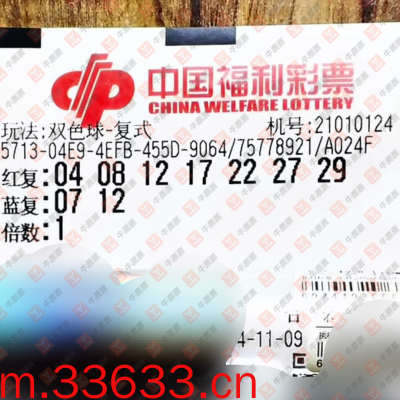 中国福利彩票
CHINA WELFARE LOTTERY
玩法:双色球-复式 机号:21010124
5713-04E9-4EFB-455D-9064/75778921/A024F
红复:04 08 12 17 22 27 29
蓝复:07 12
倍数:1
4-11-09
m.33633.cn